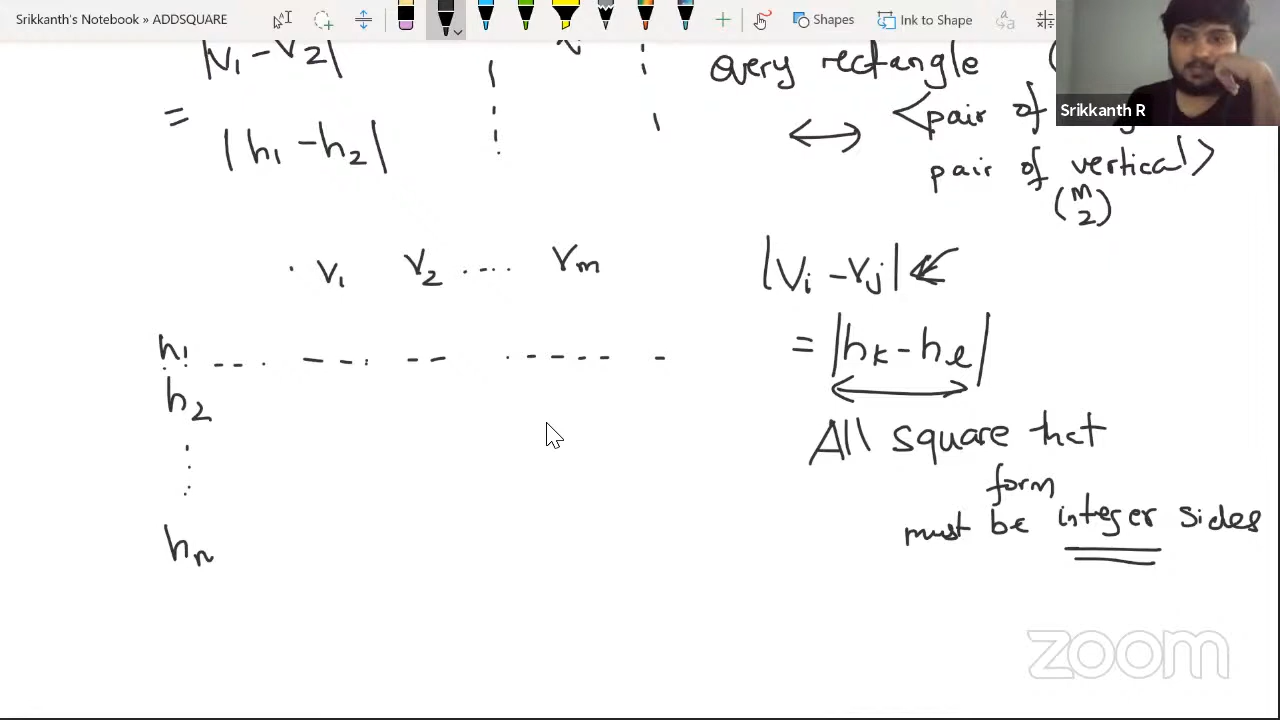 Srikkanth's Notebook » ADDSQUARE
Shapes
Ink to Shape
|V1 - V2|
=
|h1 - h2|
every rectangle
<pair of
Srikkanth R
pair of vertical>
(m 2)
V1 V2 .... Vm
|Vi - Vj|
= |hk - hl|
h1
h2
hn
All square that
form
must be integer sides
zoom